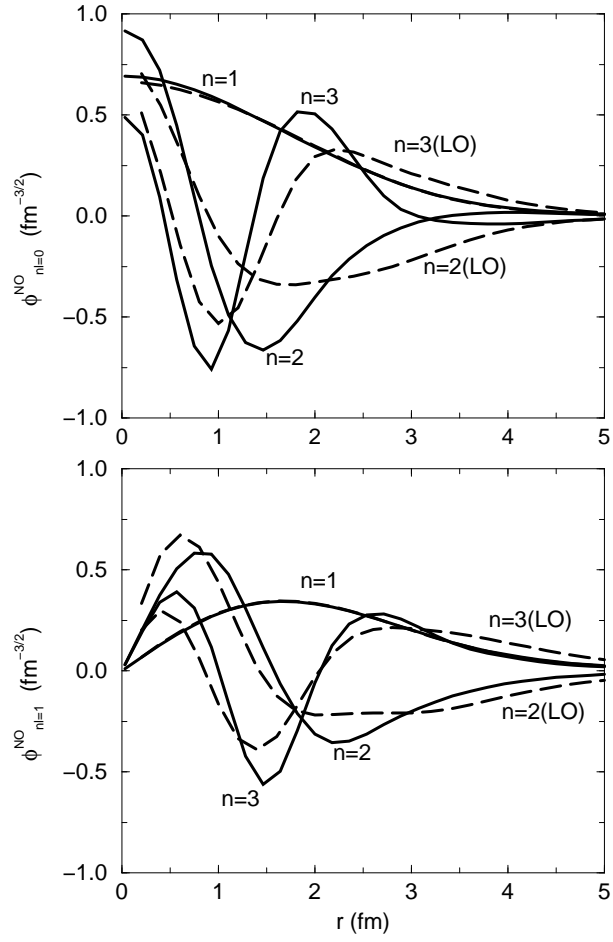 1.0
n=1
n=3
0.5
n=3(LO)
0.0
n=2(LO)
−0.5
n=2
−1.0
0 1 2 3 4 5
ϕ^NO_nl=0 (fm^−3/2)
1.0
0.5
n=1
n=3(LO)
0.0
n=2(LO)
n=2
−0.5
n=3
−1.0
0 1 2 3 4 5
ϕ^NO_nl=1 (fm^−3/2)
r (fm)